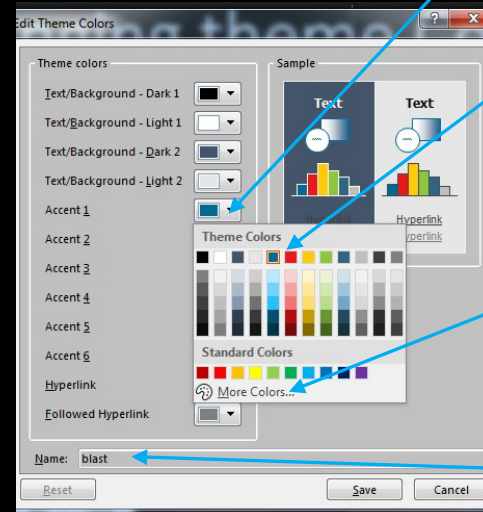 Edit Theme Colors
Theme colors
Text/Background - Dark 1
Text/Background - Light 1
Text/Background - Dark 2
Text/Background - Light 2
Accent 1
Accent 2
Accent 3
Accent 4
Accent 5
Accent 6
Hyperlink
Followed Hyperlink
Sample
Text Text
Hyperlink Hyperlink
Hyperlink
Theme Colors
Standard Colors
More Colors...
Name: blast
Reset Save Cancel